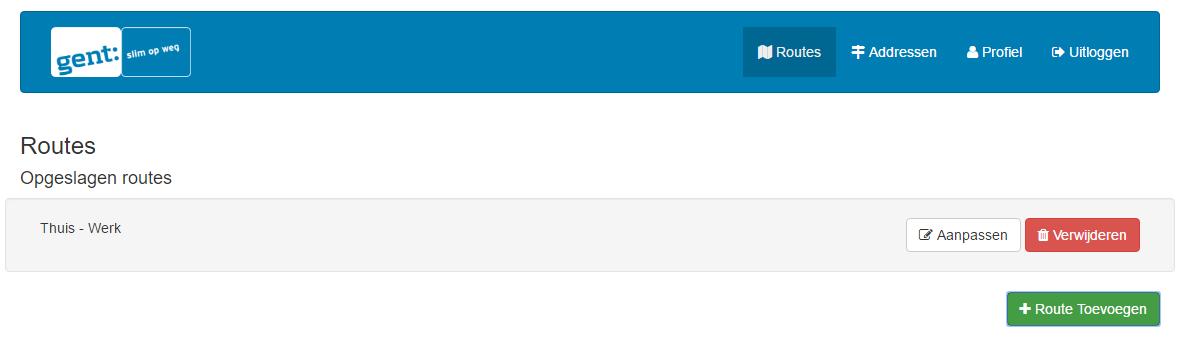 gent: slim op weg
Routes Addressen Profiel Uitloggen
Routes
Opgeslagen routes
Thuis - Werk Aanpassen Verwijderen
Route Toevoegen